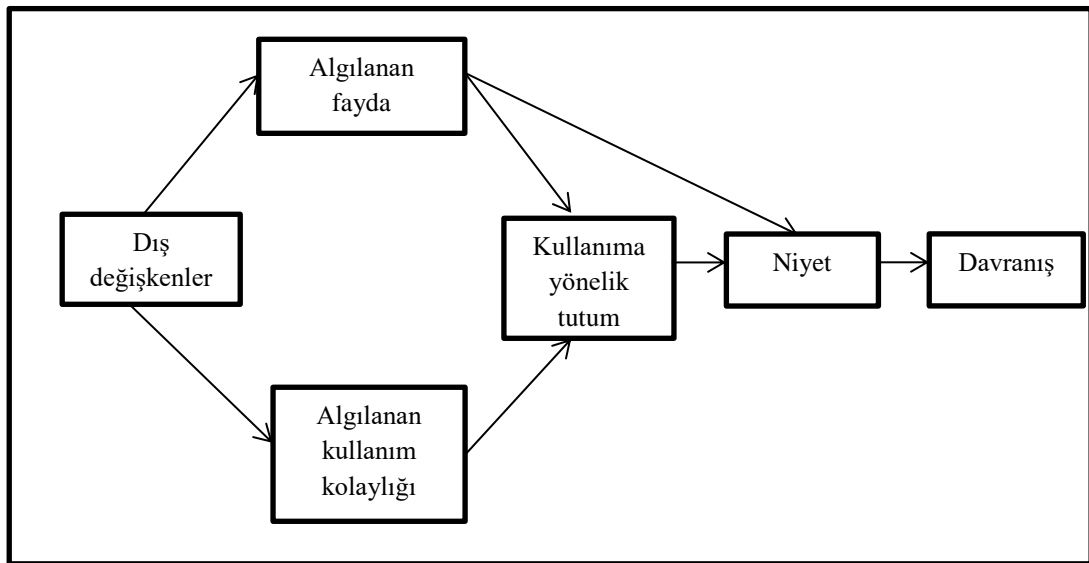 Algılanan
fayda
Dış
değişkenler
Kullanıma
yönelik
tutum
Niyet
Davranış
Algılanan
kullanım
kolaylığı